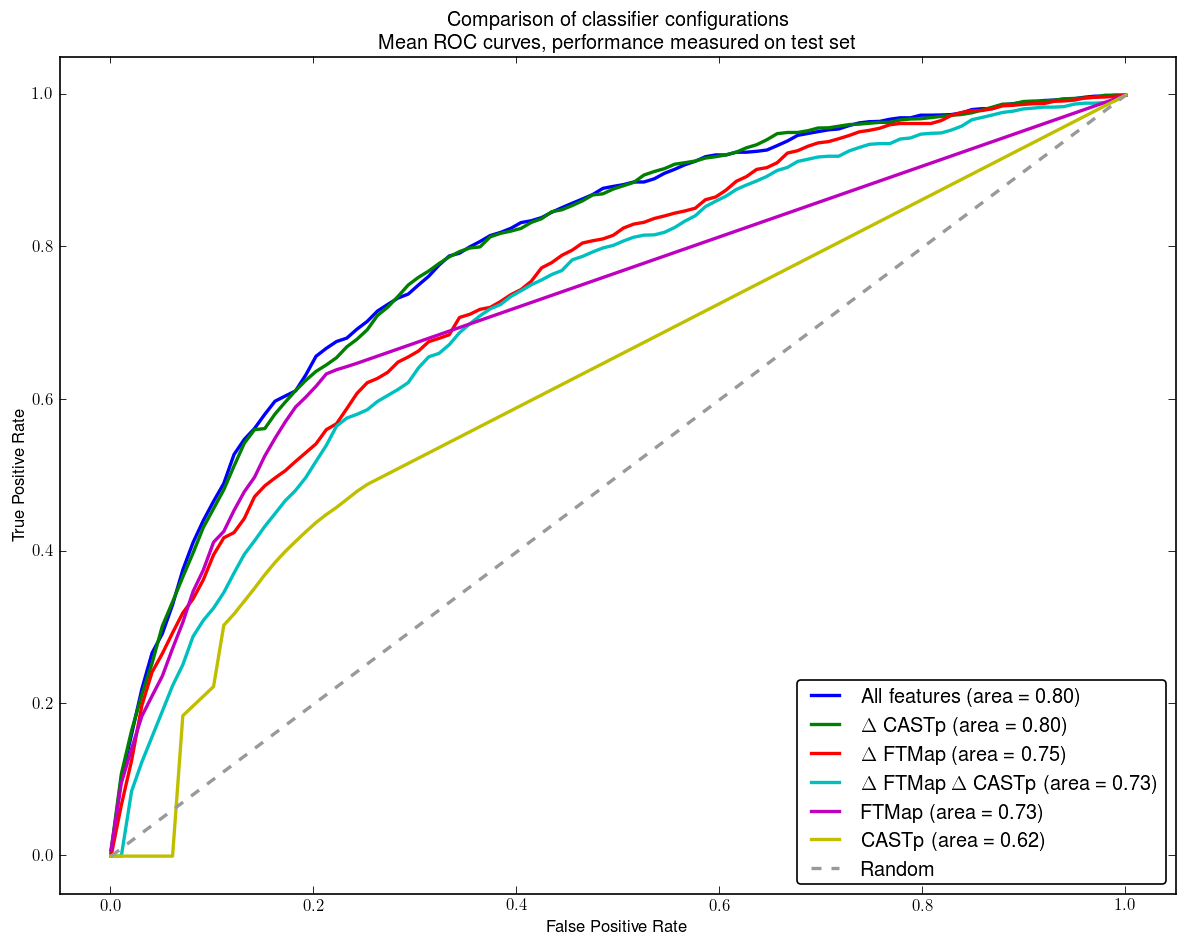 Comparison of classifier configurations
Mean ROC curves, performance measured on test set
True Positive Rate
1.0
0.8
0.6
0.4
0.2
0.0
0.0 0.2 0.4 0.6 0.8 1.0
False Positive Rate
All features (area = 0.80)
Δ CASTp (area = 0.80)
Δ FTMap (area = 0.75)
Δ FTMap Δ CASTp (area = 0.73)
FTMap (area = 0.73)
CASTp (area = 0.62)
Random